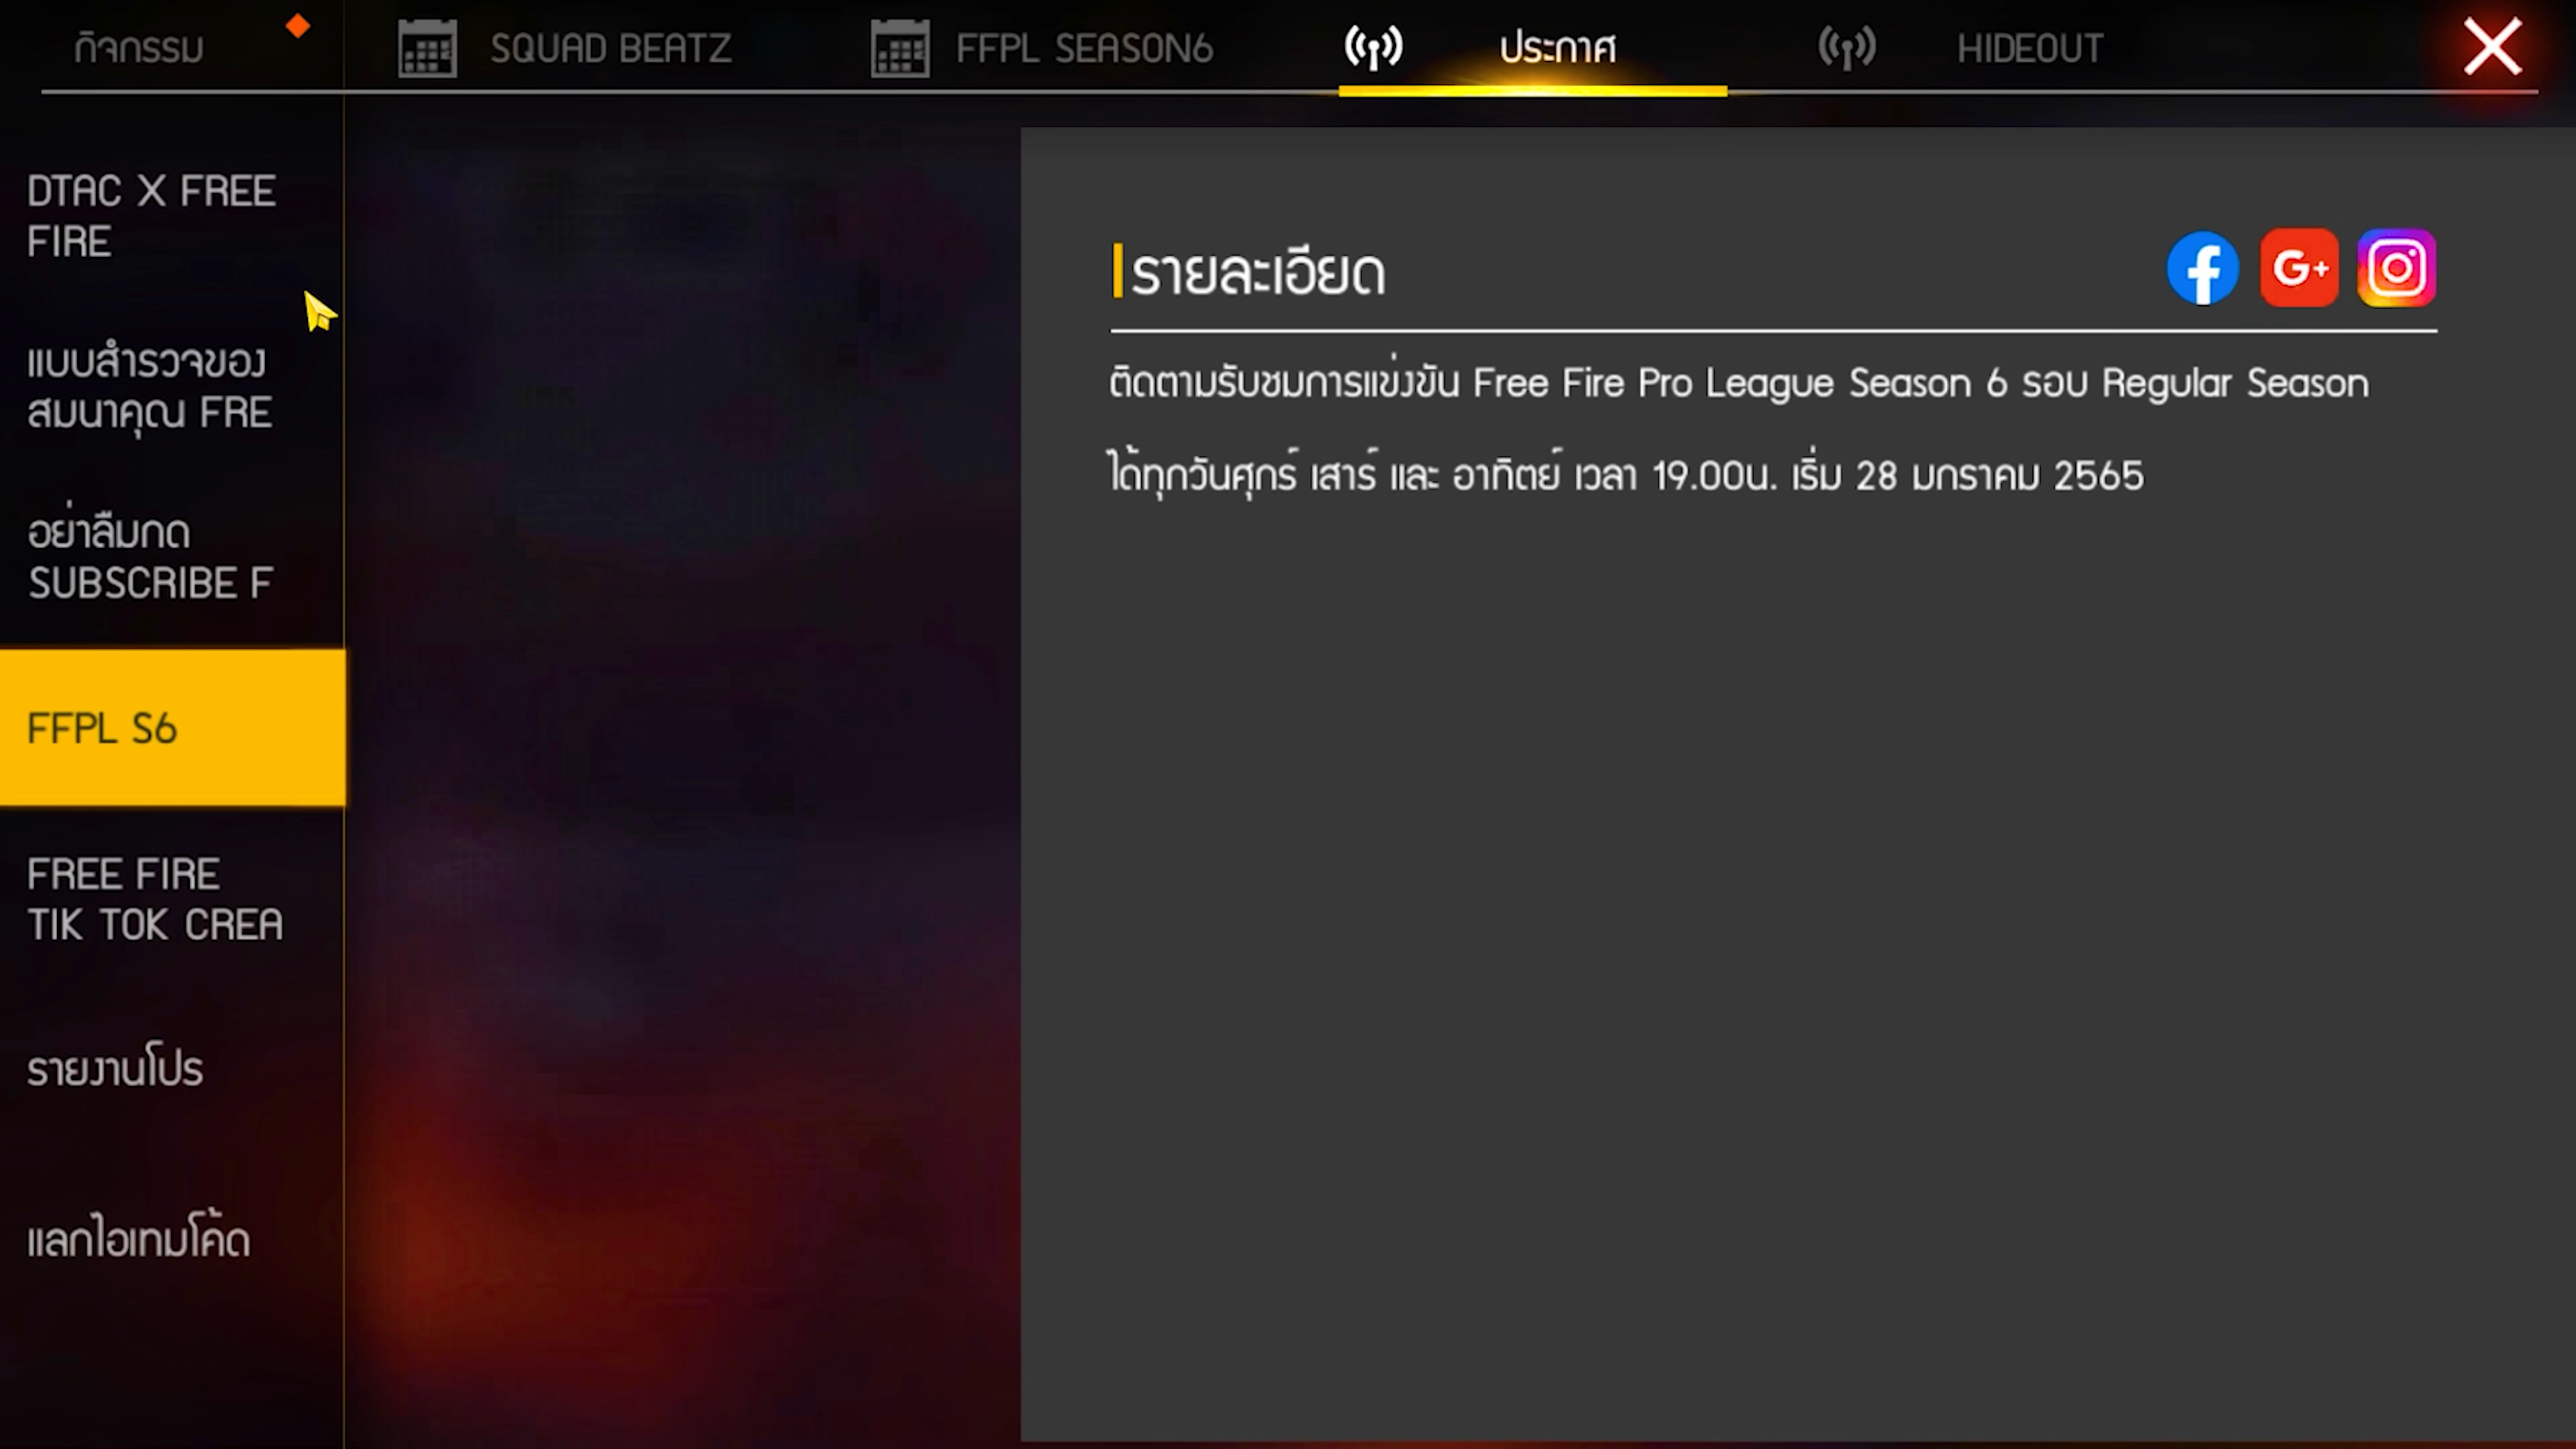 กิจกรรม
SQUAD BEATZ
FFPL SEASON6
ประกาศ
HIDEOUT
DTAC X FREE
FIRE
แบบสำรวจของ
สมนาคุณ FRE
อย่าลืมกด
SUBSCRIBE F
FFPL S6
FREE FIRE
TIK TOK CREA
รายงานโปร
แลกไอเทมโค้ด
รายละเอียด
G+
ติดตามรับชมการแข่งขัน Free Fire Pro League Season 6 รอบ Regular Season
ได้ทุกวันศุกร์ เสาร์ และ อาทิตย์ เวลา 19.00น. เริ่ม 28 มกราคม 2565